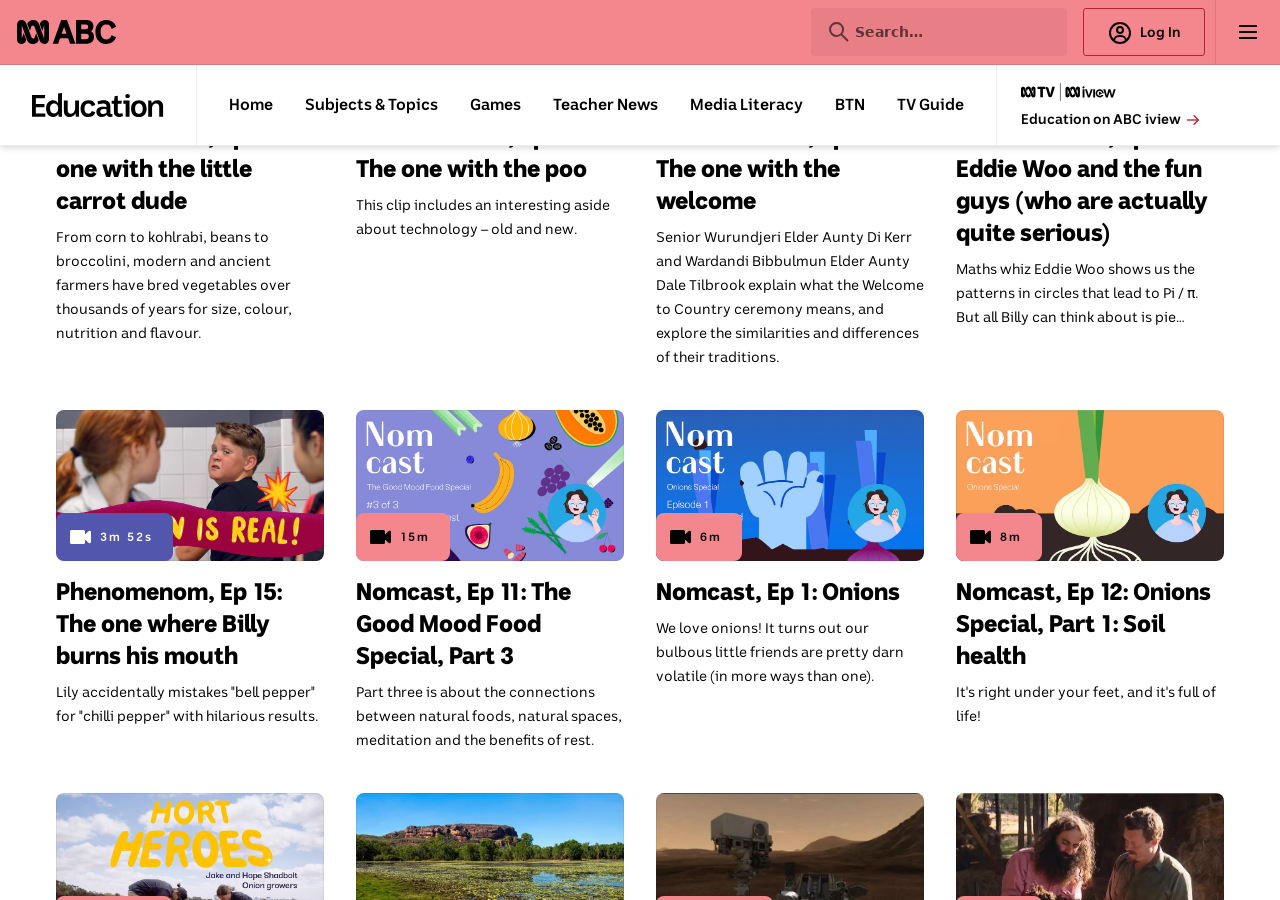 ABC
Search...
Log In
Education
Home
Subjects & Topics
Games
Teacher News
Media Literacy
BTN
TV Guide
TV iview
Education on ABC iview
one with the little
carrot dude
From corn to kohlrabi, beans to
broccolini, modern and ancient
farmers have bred vegetables over
thousands of years for size, colour,
nutrition and flavour.
The one with the poo
This clip includes an interesting aside
about technology – old and new.
The one with the
welcome
Senior Wurundjeri Elder Aunty Di Kerr
and Wardandi Bibbulmun Elder Aunty
Dale Tilbrook explain what the Welcome
to Country ceremony means, and
explore the similarities and differences
of their traditions.
Eddie Woo and the fun
guys (who are actually
quite serious)
Maths whiz Eddie Woo shows us the
patterns in circles that lead to Pi / π.
But all Billy can think about is pie...
IS REAL!
3m 52s
Phenomenom, Ep 15:
The one where Billy
burns his mouth
Lily accidentally mistakes "bell pepper"
for "chilli pepper" with hilarious results.
Nom
cast
The Good Mood Food Special
#3 of 3
15m
Nomcast, Ep 11: The
Good Mood Food
Special, Part 3
Part three is about the connections
between natural foods, natural spaces,
meditation and the benefits of rest.
Nom
cast
Onions Special
Episode 1
6m
Nomcast, Ep 1: Onions
We love onions! It turns out our
bulbous little friends are pretty darn
volatile (in more ways than one).
Nom
cast
Onions Special
8m
Nomcast, Ep 12: Onions
Special, Part 1: Soil
health
It's right under your feet, and it's full of
life!
HORT
HEROES
Jake and Hope Shadbolt
Onion growers